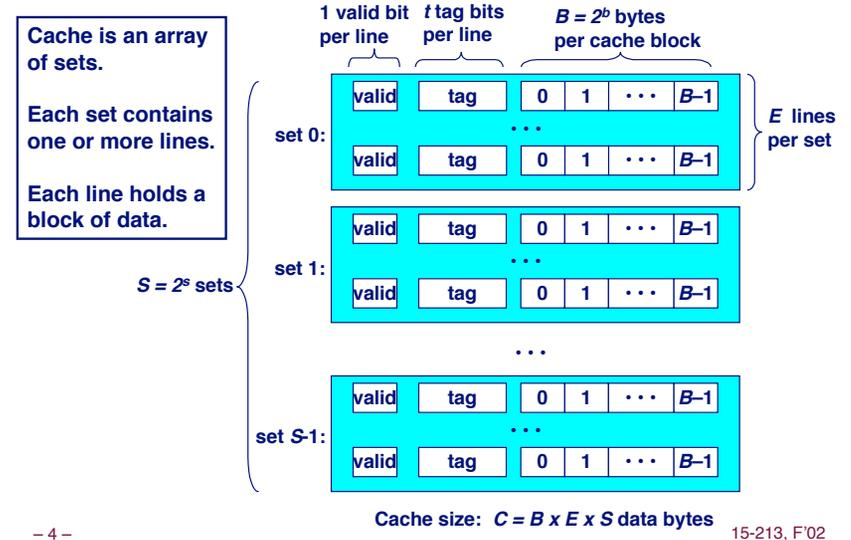 Cache is an array
of sets.
Each set contains
one or more lines.
Each line holds a
block of data.
1 valid bit
per line
t tag bits
per line
B = 2^b bytes
per cache block
S = 2^s sets
set 0:
valid tag 0 1 • • • B–1
• • •
valid tag 0 1 • • • B–1
E lines
per set
set 1:
valid tag 0 1 • • • B–1
• • •
valid tag 0 1 • • • B–1
• • •
set S-1:
valid tag 0 1 • • • B–1
• • •
valid tag 0 1 • • • B–1
Cache size: C = B x E x S data bytes
– 4 –
15-213, F'02